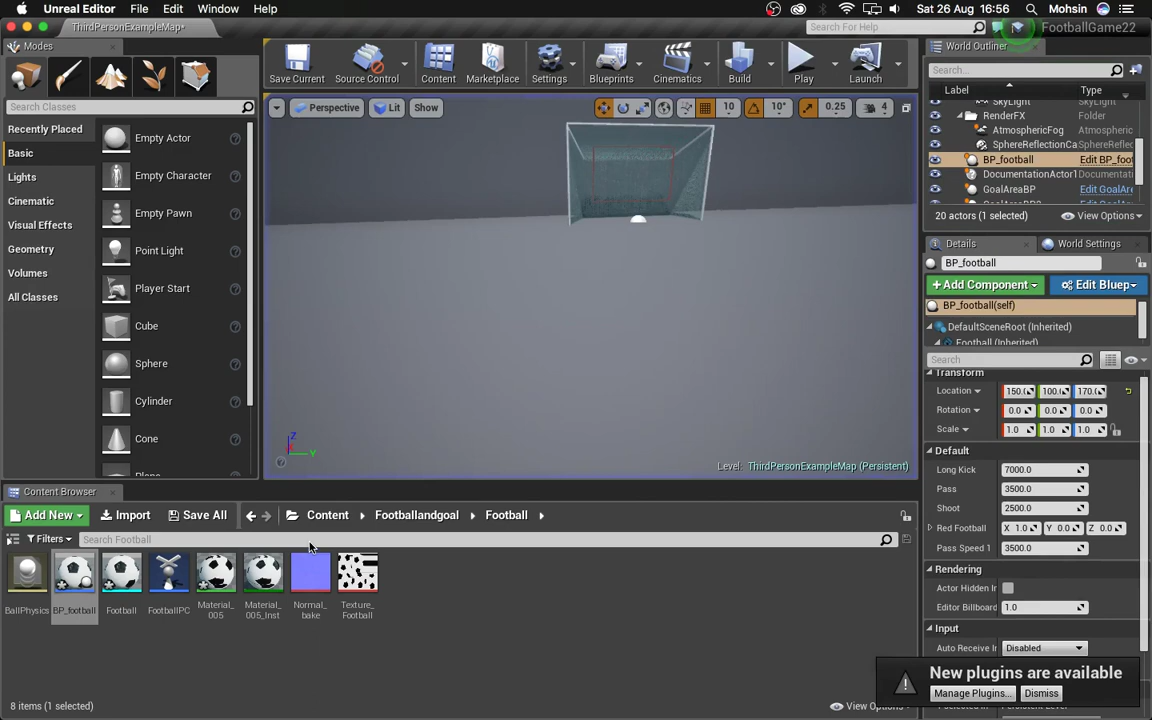 Unreal Editor File Edit Window Help Sat 26 Aug 16:56 Mohsin
ThirdPersonExampleMap* Search For Help FootballGame22
Modes
Search Classes
Recently Placed
Basic
Lights
Cinematic
Visual Effects
Geometry
Volumes
All Classes
Empty Actor
Empty Character
Empty Pawn
Point Light
Player Start
Cube
Sphere
Cylinder
Cone
Save Current Source Control Content Marketplace Settings Blueprints Cinematics Build Play Launch
Perspective Lit Show 10 10° 0.25 4
Z
Y
Level: ThirdPersonExampleMap (Persistent)
World Outliner
Search...
Label Type
SkyLight
RenderFX Folder
AtmosphericFog Atmospheric
SphereReflectionCa SphereReflec
BP_football Edit BP_foot
DocumentationActor1 Documentati
GoalAreaBP Edit GoalAre
20 actors (1 selected) View Options
Details World Settings
BP_football
+Add Component Edit Bluep
BP_football(self)
DefaultSceneRoot (Inherited)
Football (Inherited)
Search
Transform
Location 150.( 100.( 170.(
Rotation 0.0 0.0 0.0
Scale 1.0 1.0 1.0
Default
Long Kick 7000.0
Pass 3500.0
Shoot 2500.0
Red Football X 1.0 Y 0.0 Z 0.0
Pass Speed 1 3500.0
Rendering
Actor Hidden In
Editor Billboard 1.0
Input
Auto Receive In Disabled
New plugins are available
Manage Plugins... Dismiss
Content Browser
Add New Import Save All Content Footballandgoal Football
Filters Search Football
BallPhysics BP_football Football FootballPC Material_005 Material_005_Inst Normal_bake Texture_Football
8 items (1 selected) View Options